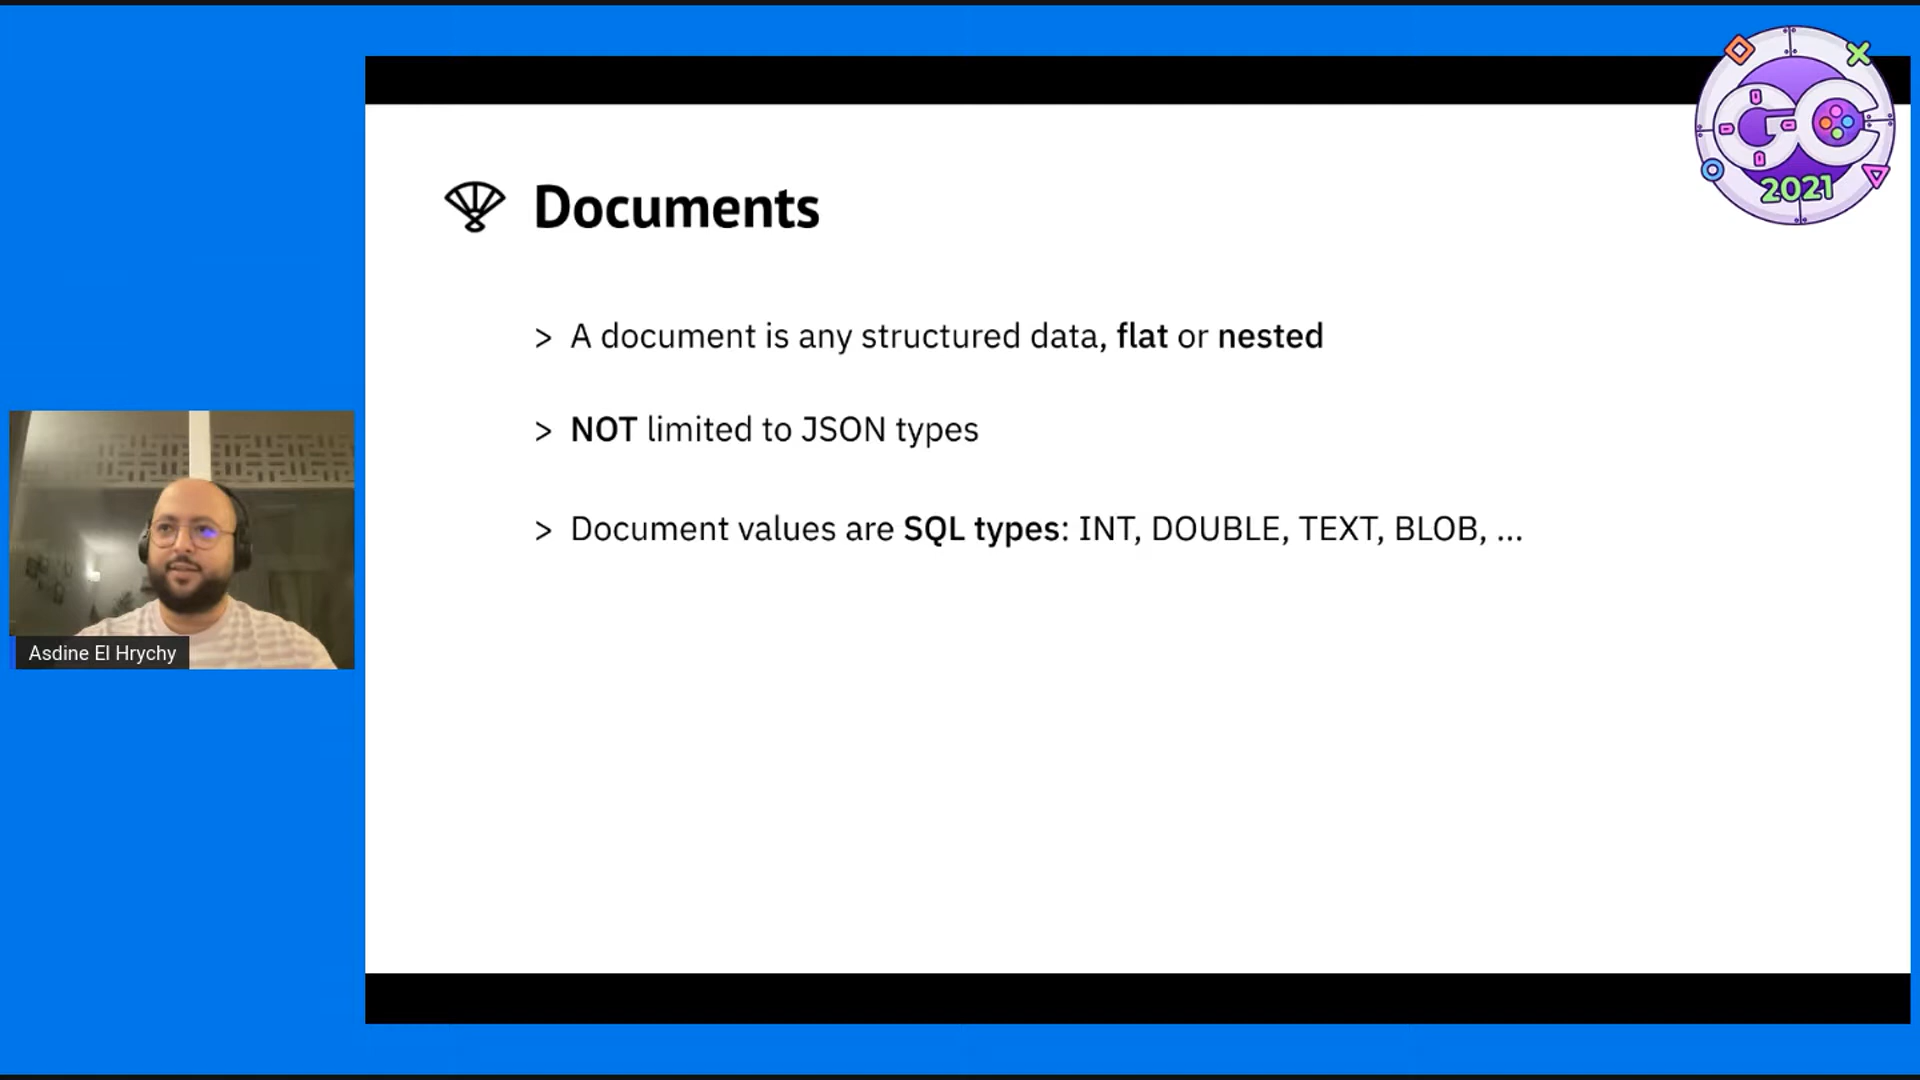 GC
2021
Documents
> A document is any structured data, flat or nested
> NOT limited to JSON types
> Document values are SQL types: INT, DOUBLE, TEXT, BLOB, ...
Asdine El Hrychy